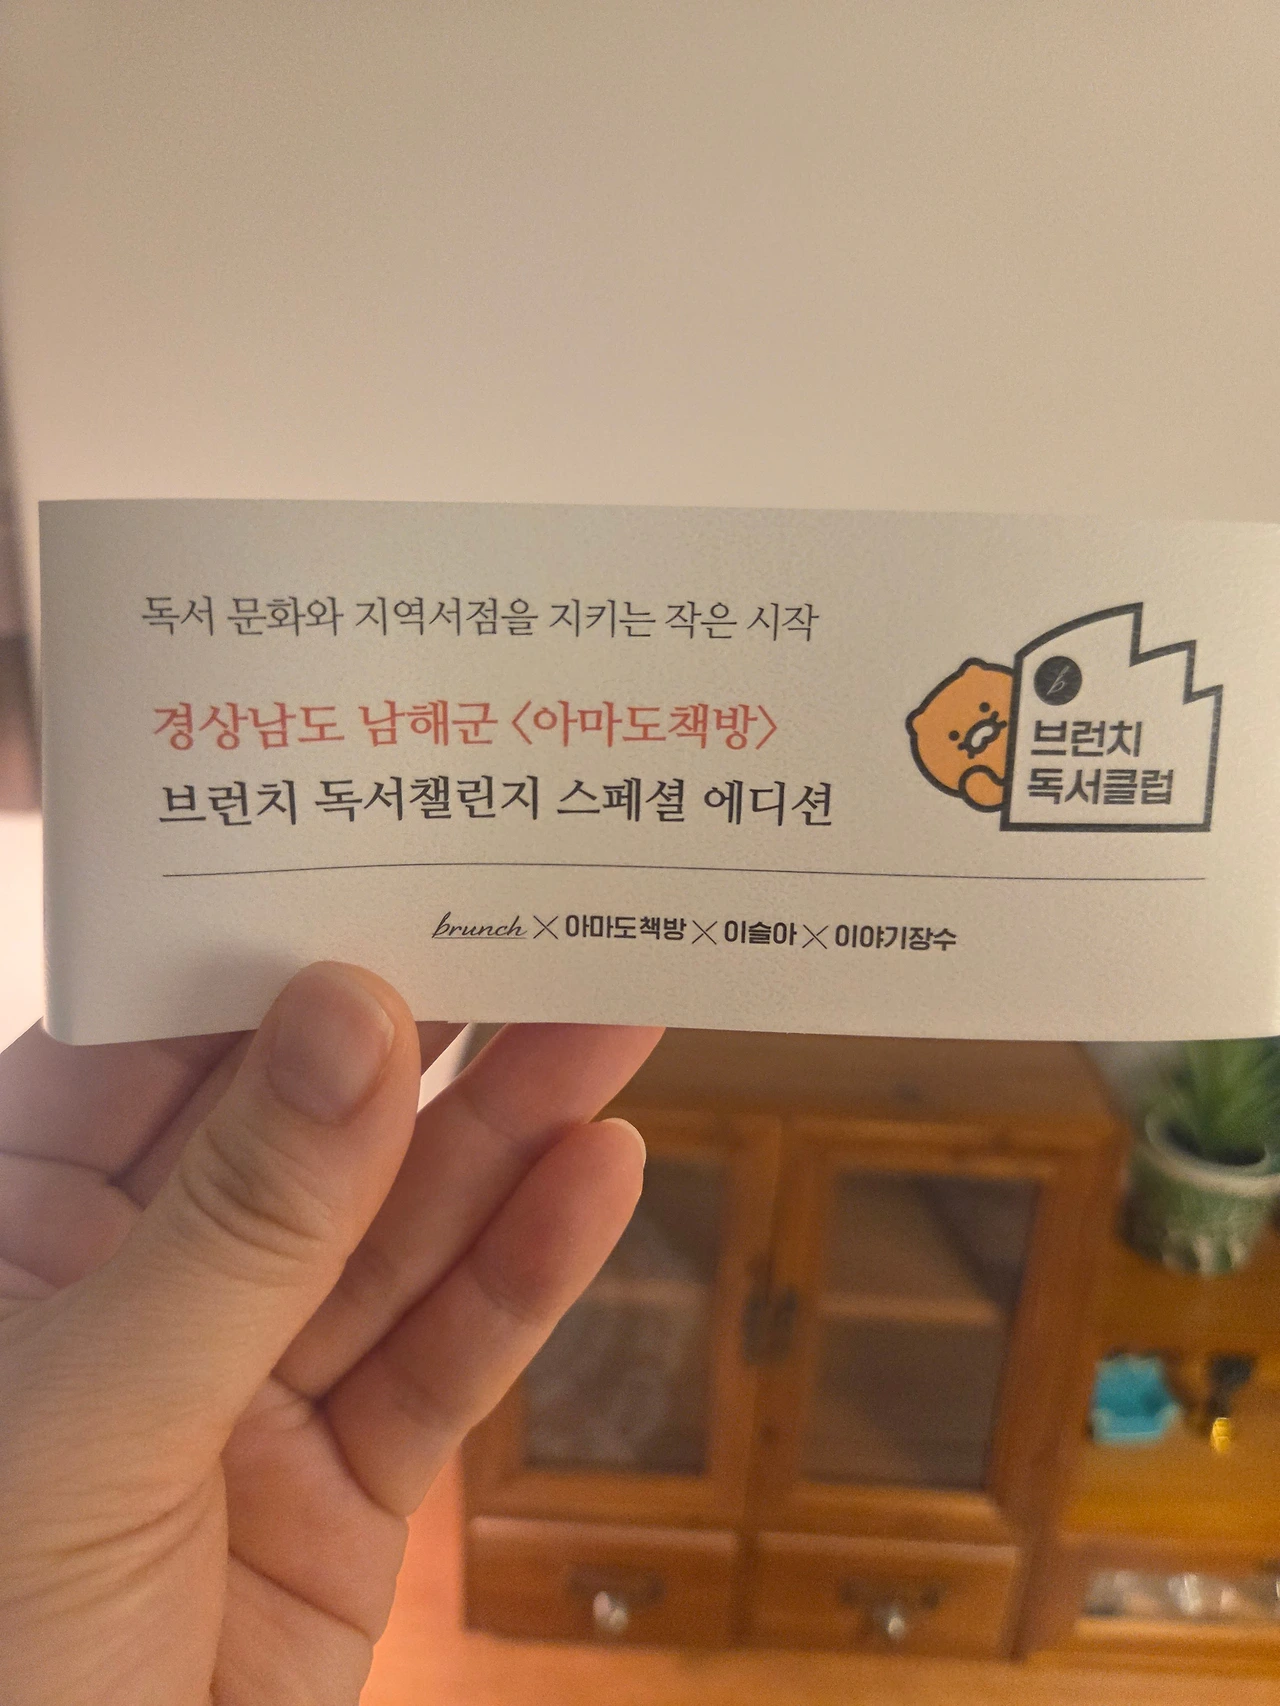 독서 문화와 지역서점을 지키는 작은 시작
경상남도 남해군 〈아마도책방〉
브런치 독서챌린지 스페셜 에디션
b
브런치
독서클럽
brunch × 아마도책방 × 이슬아 × 이야기장수